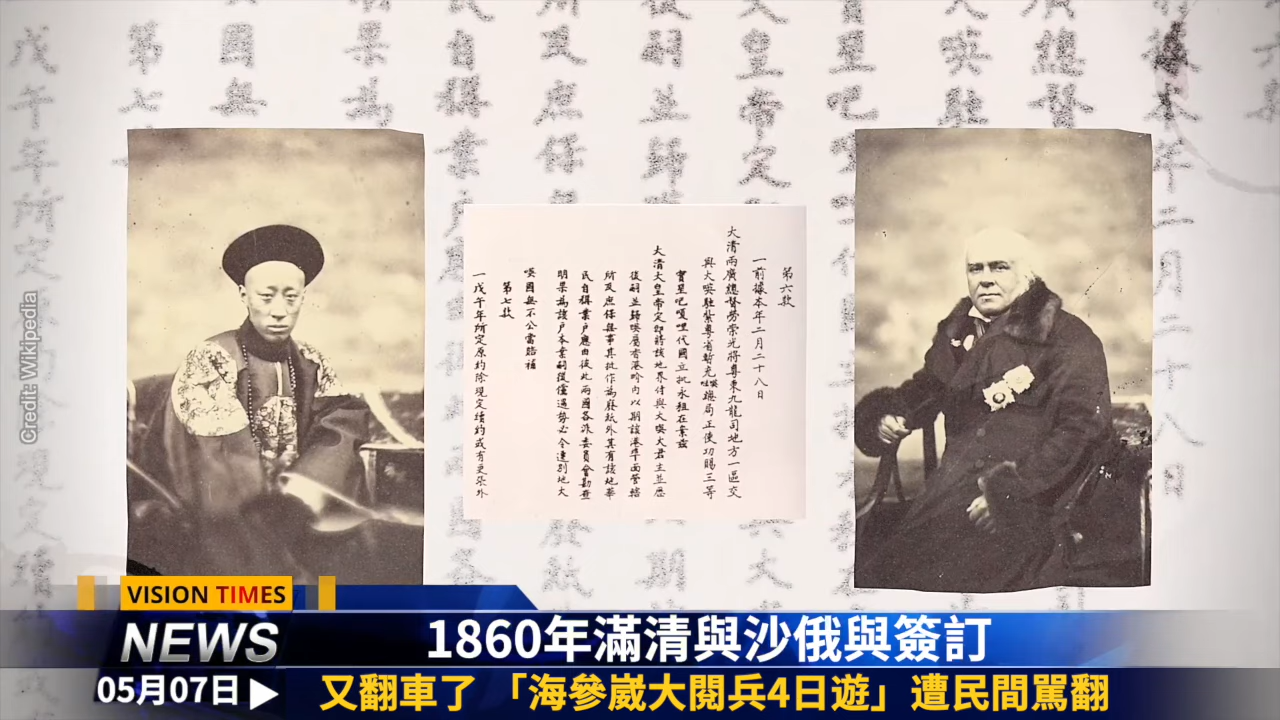 第六款
一前據本年二月二十八日
大清兩廣總督勞崇光將粵東九龍司地方一區交
與大𠸄駐紮粵省暫充總局正使功賜三等
寶星吧嗄哩代國立批永租在案茲
大清大皇帝定即將該地界付與大𠸄大君主並歷
後嗣並歸𠸄屬香港界內以期該港埠面管轄
所及庶保無事其批作為廢紙外其有該地華
民自稱業戶應由彼此兩國各派委員會勘查
明果為該戶本業嗣後倘遇勢必令遷別地大
𠸄國無不公當賠補
第七款
一戊午年所定原約除現定續約或有更張外
Credit: Wikipedia
VISION TIMES
NEWS
1860年滿清與沙俄與簽訂
05月07日
又翻車了 「海參崴大閱兵4日遊」遭民間罵翻